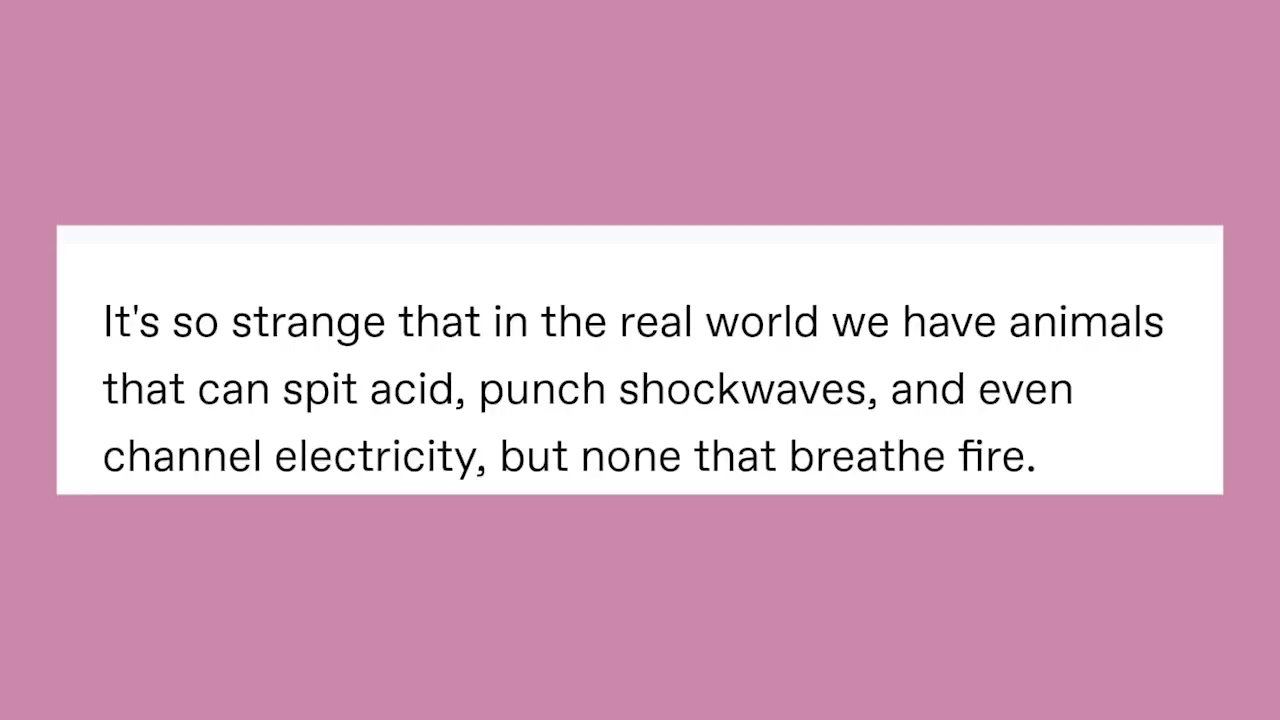 It's so strange that in the real world we have animals
that can spit acid, punch shockwaves, and even
channel electricity, but none that breathe fire.